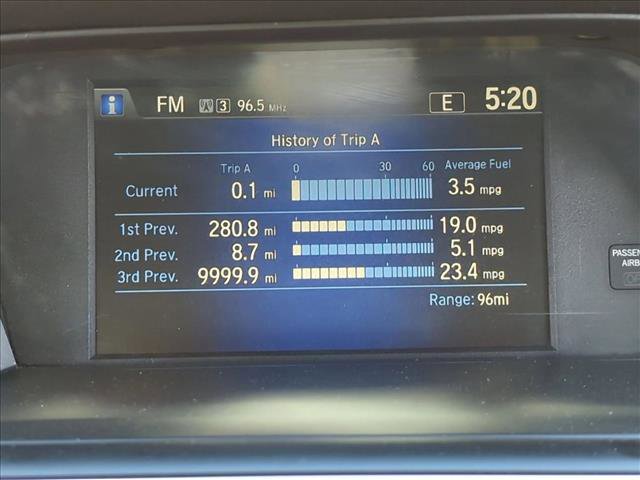 i FM 3 96.5 MHz E 5:20
History of Trip A
Trip A 0 30 60 Average Fuel
Current 0.1 mi 3.5 mpg
1st Prev. 280.8 mi 19.0 mpg
2nd Prev. 8.7 mi 5.1 mpg
3rd Prev. 9999.9 mi 23.4 mpg
Range: 96mi
PASSEN
AIRB